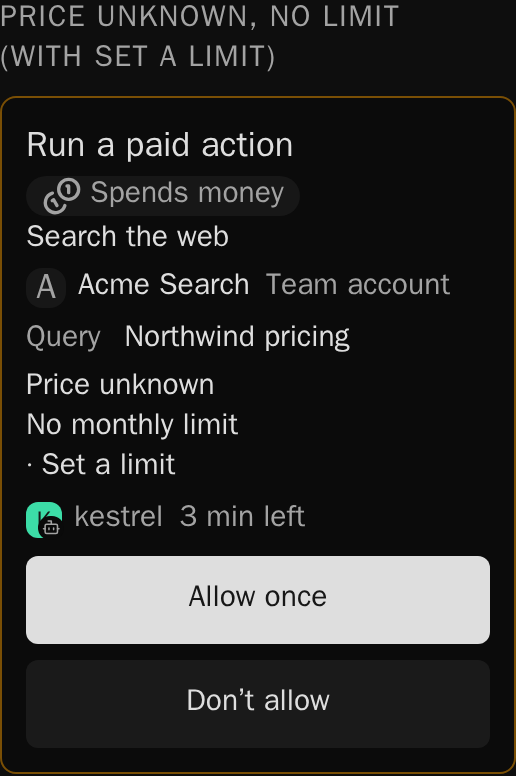 PRICE UNKNOWN, NO LIMIT
(WITH SET A LIMIT)
Run a paid action
Spends money
Search the web
A Acme Search Team account
Query Northwind pricing
Price unknown
No monthly limit
· Set a limit
kestrel 3 min left
Allow once
Don’t allow